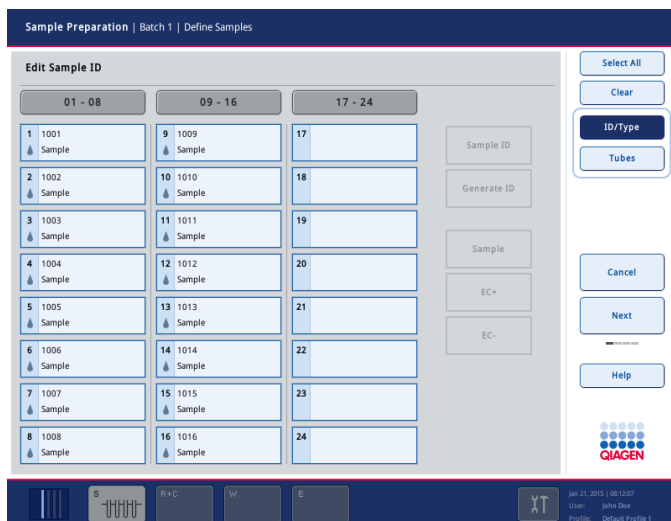 Sample Preparation | Batch 1 | Define Samples
Edit Sample ID
01 - 08
09 - 16
17 - 24
1 1001
Sample
2 1002
Sample
3 1003
Sample
4 1004
Sample
5 1005
Sample
6 1006
Sample
7 1007
Sample
8 1008
Sample
9 1009
Sample
10 1010
Sample
11 1011
Sample
12 1012
Sample
13 1013
Sample
14 1014
Sample
15 1015
Sample
16 1016
Sample
17
18
19
20
21
22
23
24
Sample ID
Generate ID
Sample
EC+
EC-
Select All
Clear
ID/Type
Tubes
Cancel
Next
Help
QIAGEN
S
R+C
W
E
Jan 21, 2015 | 08:12:07
User: John Doe
Profile: Default Profile 1